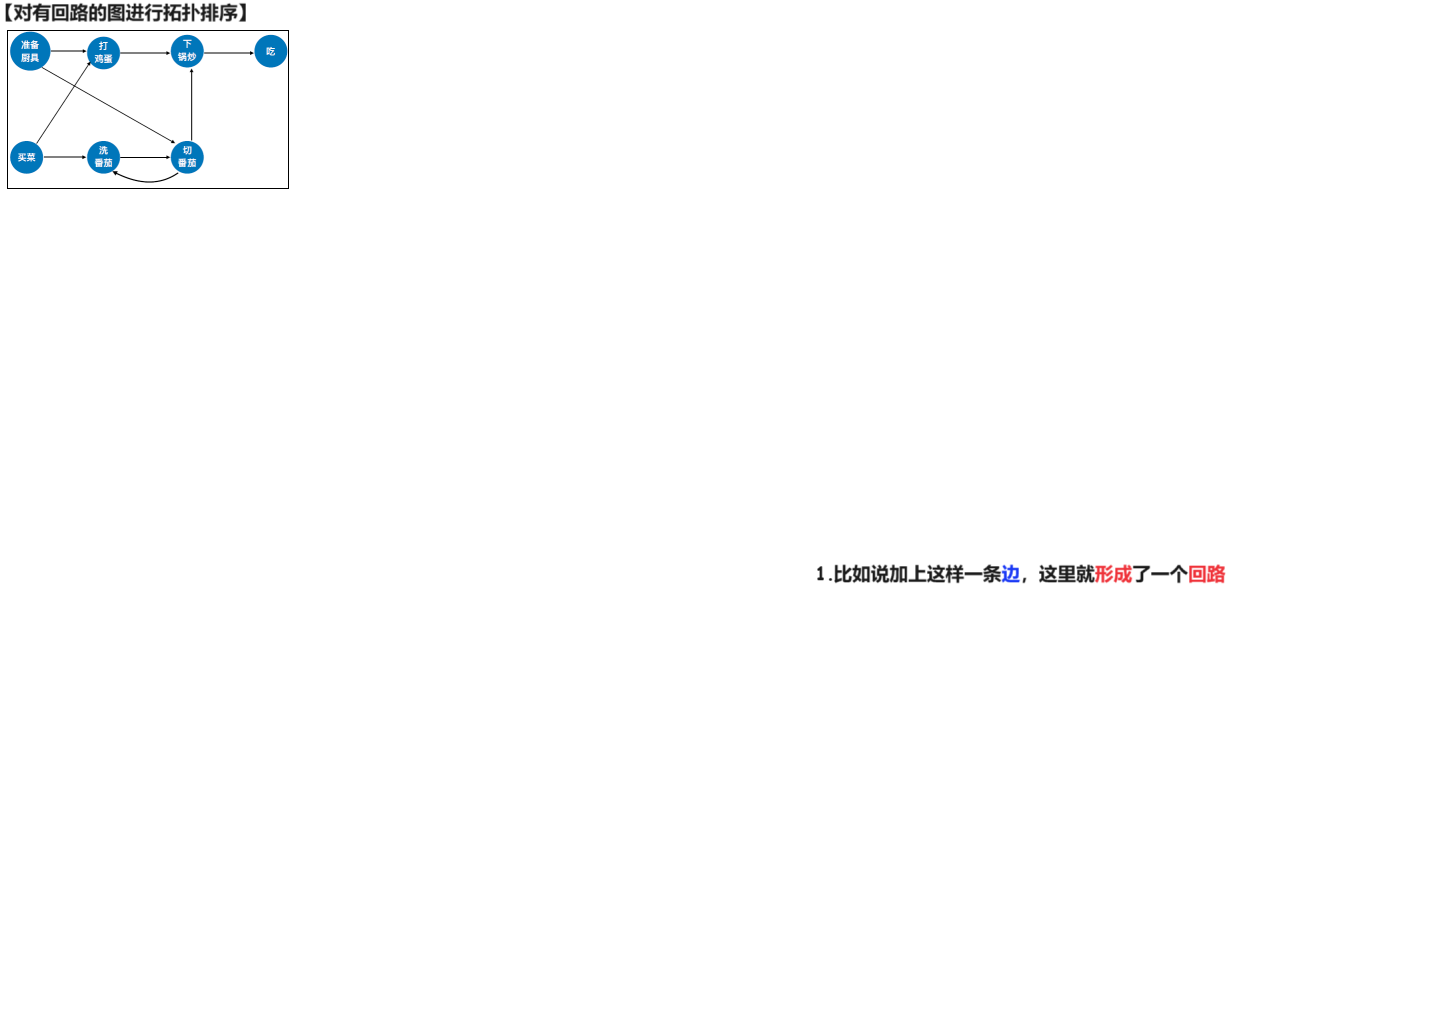 【对有回路的图进行拓扑排序】
准备
厨具
打
鸡蛋
下
锅炒
吃
买菜
洗
番茄
切
番茄
1.比如说加上这样一条边，这里就形成了一个回路